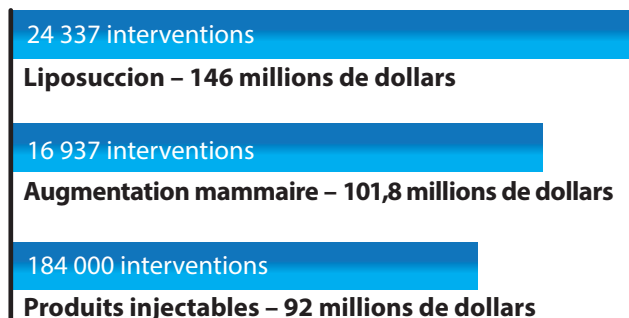 24 337 interventions
Liposuccion – 146 millions de dollars
16 937 interventions
Augmentation mammaire – 101,8 millions de dollars
184 000 interventions
Produits injectables – 92 millions de dollars